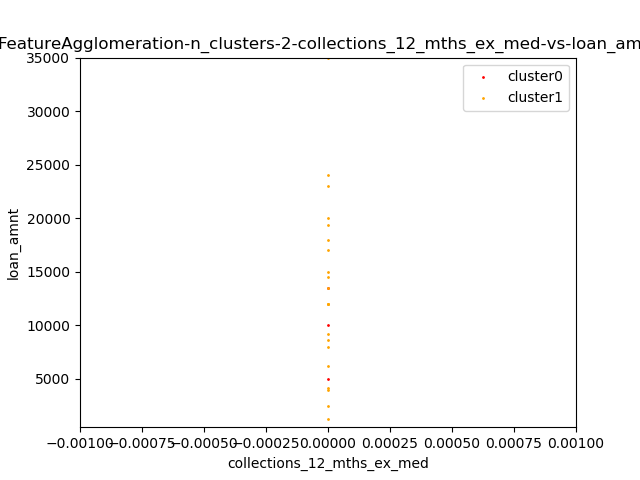 FeatureAgglomeration-n_clusters-2-collections_12_mths_ex_med-vs-loan_am
35000
30000
25000
20000
15000
10000
5000
loan_amnt
cluster0
cluster1
−0.00100 −0.00075 −0.00050 −0.00025 0.00000 0.00025 0.00050 0.00075 0.00100
collections_12_mths_ex_med